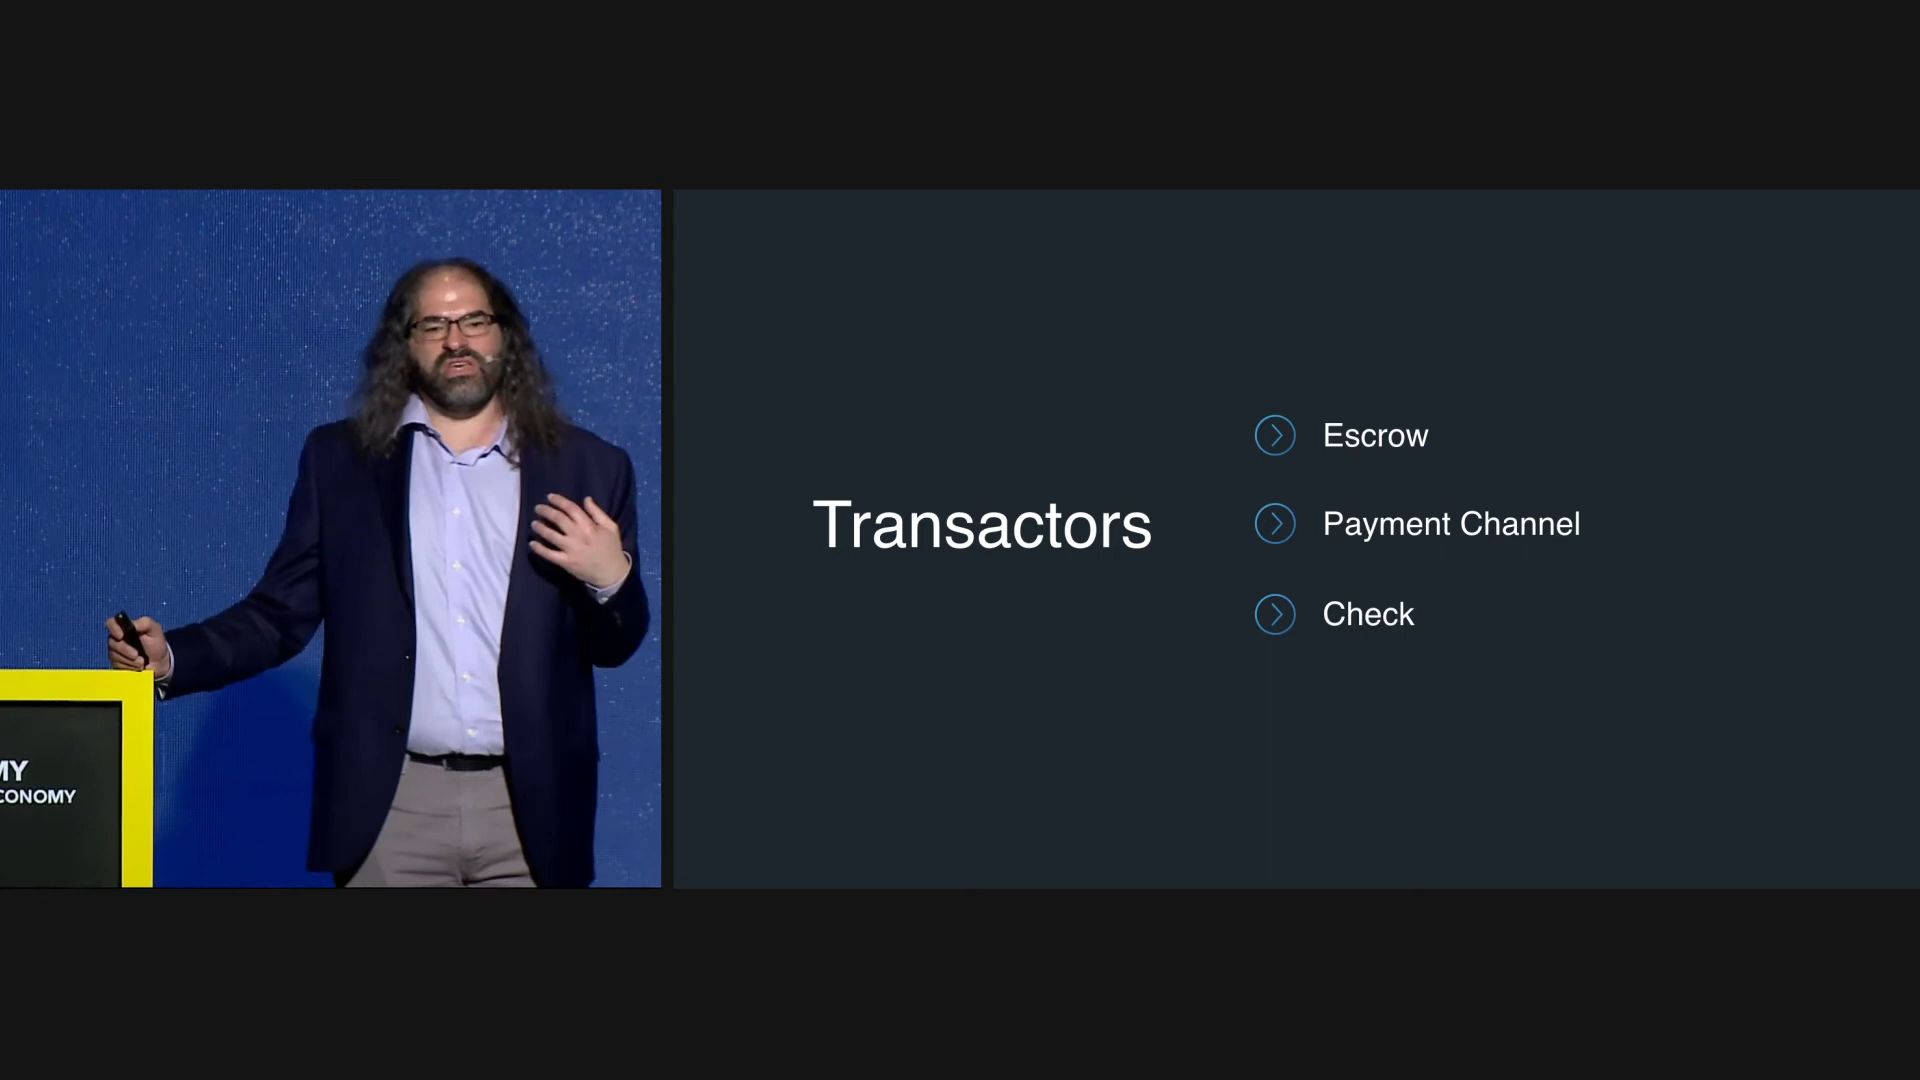 MY
CONOMY
Transactors
Escrow
Payment Channel
Check